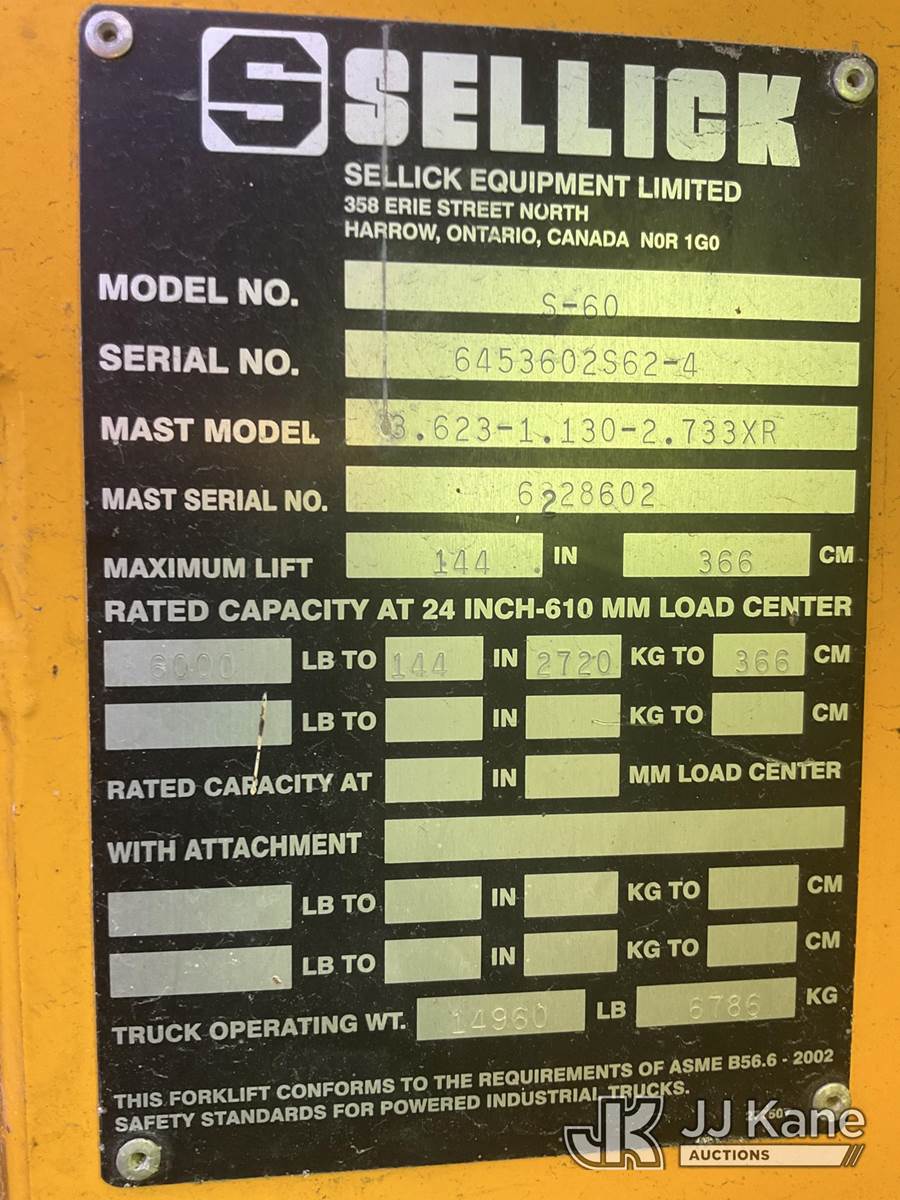 S SELLICK
SELLICK EQUIPMENT LIMITED
358 ERIE STREET NORTH
HARROW, ONTARIO, CANADA N0R 1G0
MODEL NO. S-60
SERIAL NO. 6453602S62-4
MAST MODEL 3.623-1.130-2.733XR
MAST SERIAL NO. 6228602
MAXIMUM LIFT 144 IN 366 CM
RATED CAPACITY AT 24 INCH-610 MM LOAD CENTER
6000 LB TO 144 IN 2720 KG TO 366 CM
LB TO IN KG TO CM
RATED CAPACITY AT IN MM LOAD CENTER
WITH ATTACHMENT
LB TO IN KG TO CM
LB TO IN KG TO CM
TRUCK OPERATING WT. 14960 LB 6786 KG
THIS FORKLIFT CONFORMS TO THE REQUIREMENTS OF ASME B56.6 - 2002
SAFETY STANDARDS FOR POWERED INDUSTRIAL TRUCKS.
JK JJ Kane
AUCTIONS